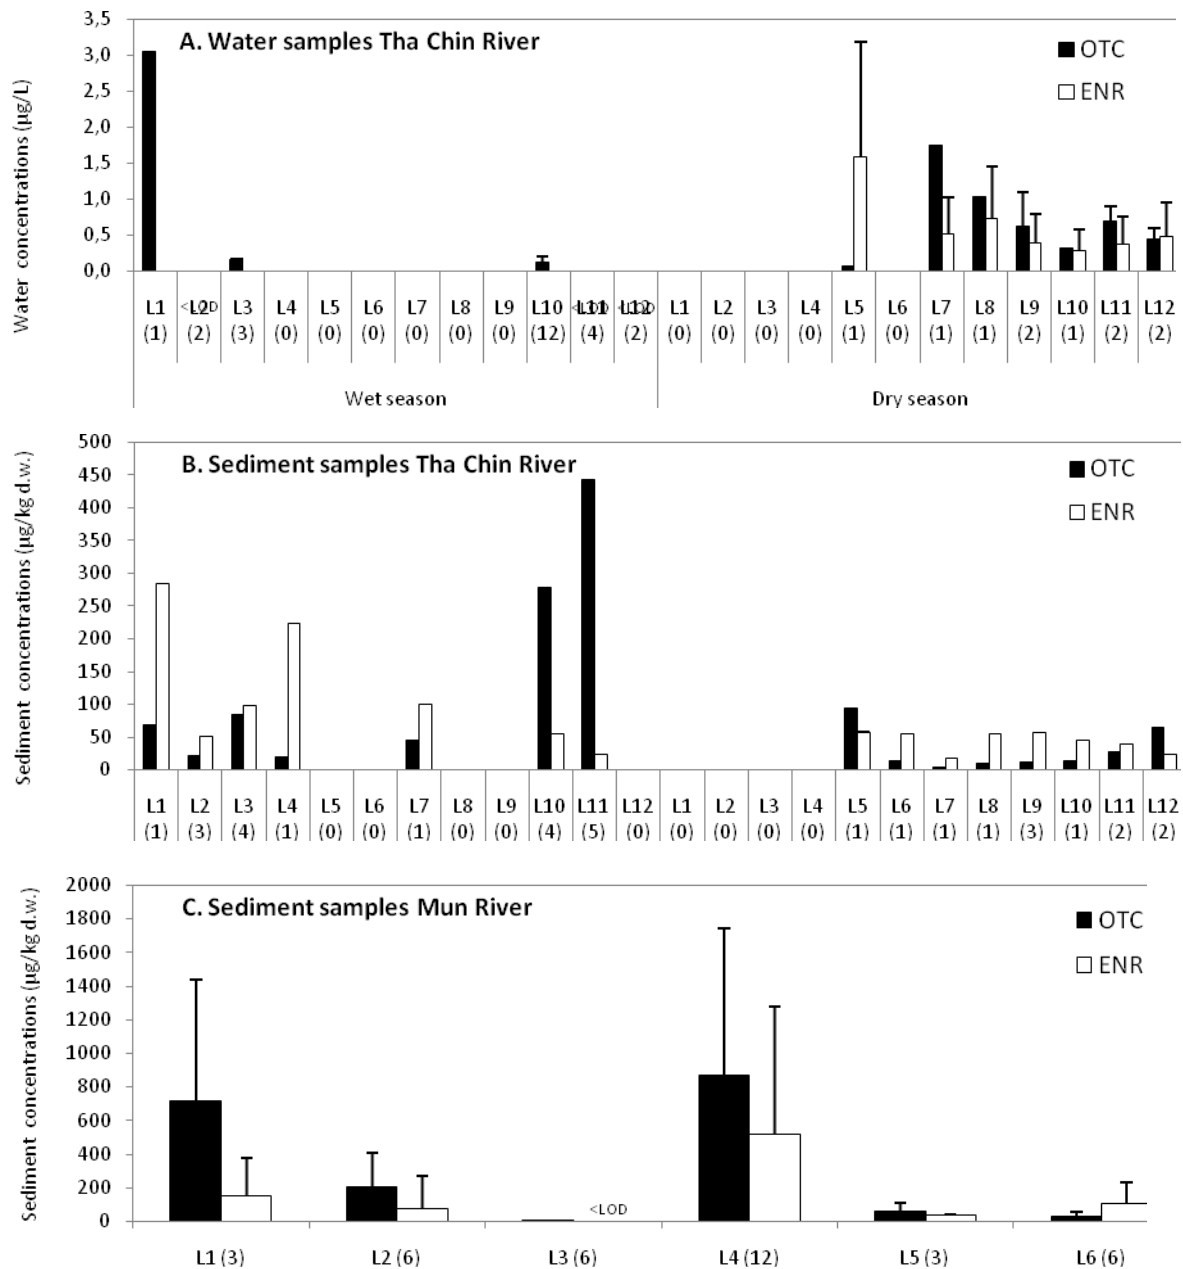 A. Water samples Tha Chin River
OTC
ENR
Water concentrations (µg/L)
3,5
3,0
2,5
2,0
1,5
1,0
0,5
0,0
L1 L2 L3 L4 L5 L6 L7 L8 L9 L10 L11 L12 L1 L2 L3 L4 L5 L6 L7 L8 L9 L10 L11 L12
<LOD <LOD <LOD
(1) (2) (3) (0) (0) (0) (0) (0) (0) (12) (4) (2) (0) (0) (0) (0) (1) (0) (1) (1) (2) (1) (2) (2)
Wet season Dry season
B. Sediment samples Tha Chin River
OTC
ENR
Sediment concentrations (µg/kg d.w.)
500
450
400
350
300
250
200
150
100
50
0
L1 L2 L3 L4 L5 L6 L7 L8 L9 L10 L11 L12 L1 L2 L3 L4 L5 L6 L7 L8 L9 L10 L11 L12
(1) (3) (4) (1) (0) (0) (1) (0) (0) (4) (5) (0) (0) (0) (0) (0) (1) (1) (1) (1) (3) (1) (2) (2)
C. Sediment samples Mun River
OTC
ENR
Sediment concentrations (µg/kg d.w.)
2000
1800
1600
1400
1200
1000
800
600
400
200
0
<LOD
L1 (3) L2 (6) L3 (6) L4 (12) L5 (3) L6 (6)